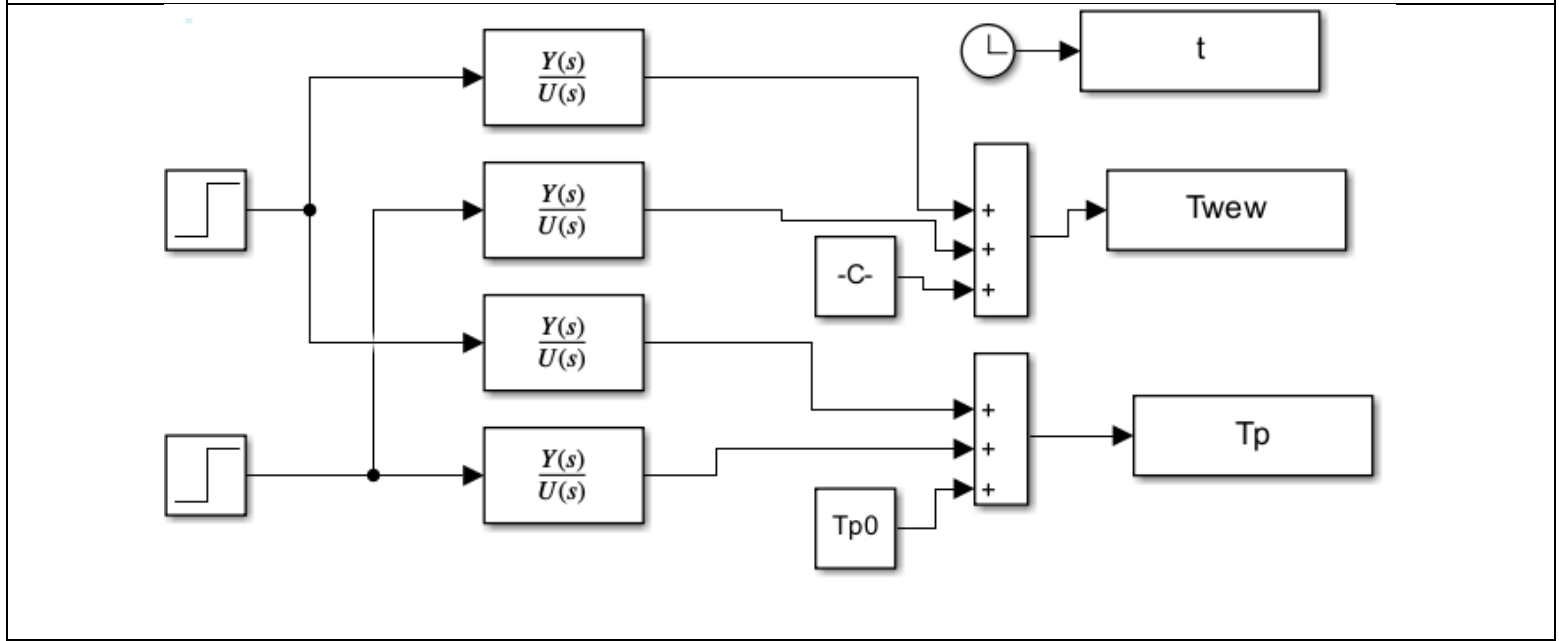 Y(s)
U(s)
t
Y(s)
U(s)
+
+
+
Twew
-C-
Y(s)
U(s)
+
+
+
Tp
Y(s)
U(s)
Tp0